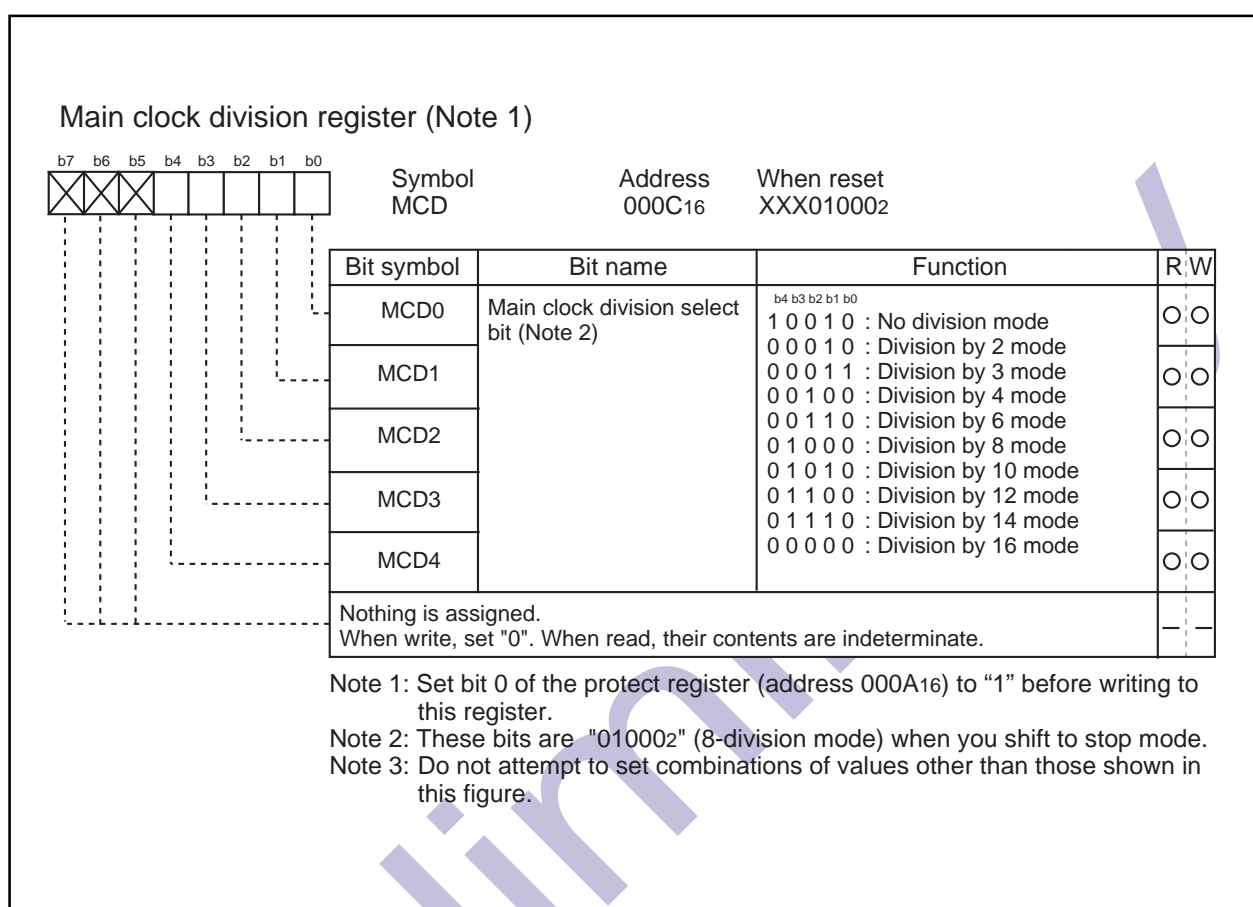 Main clock division register (Note 1)
b7 b6 b5 b4 b3 b2 b1 b0
Symbol Address When reset
MCD 000C16 XXX010002
Bit symbol Bit name Function R W
MCD0 Main clock division select bit (Note 2)
b4 b3 b2 b1 b0
1 0 0 1 0 : No division mode
0 0 0 1 0 : Division by 2 mode
0 0 0 1 1 : Division by 3 mode
0 0 1 0 0 : Division by 4 mode
0 0 1 1 0 : Division by 6 mode
0 1 0 0 0 : Division by 8 mode
0 1 0 1 0 : Division by 10 mode
0 1 1 0 0 : Division by 12 mode
0 1 1 1 0 : Division by 14 mode
0 0 0 0 0 : Division by 16 mode
MCD1
MCD2
MCD3
MCD4
Nothing is assigned.
When write, set "0". When read, their contents are indeterminate.
Note 1: Set bit 0 of the protect register (address 000A16) to “1” before writing to
this register.
Note 2: These bits are "010002" (8-division mode) when you shift to stop mode.
Note 3: Do not attempt to set combinations of values other than those shown in
this figure.